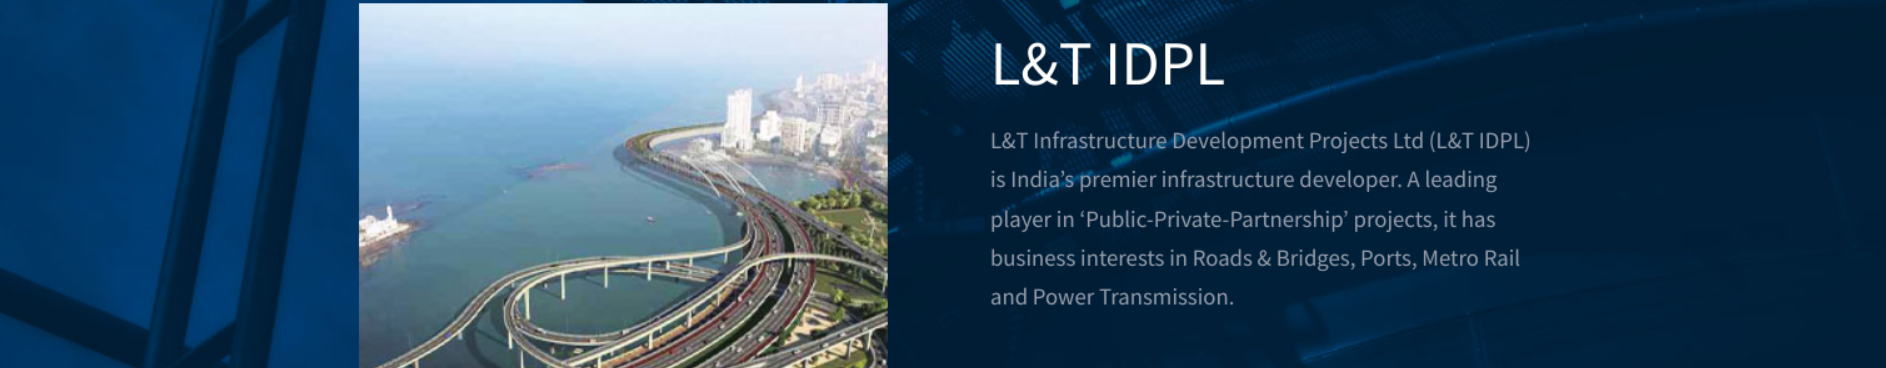 L&T IDPL
L&T Infrastructure Development Projects Ltd (L&T IDPL)
is India’s premier infrastructure developer. A leading
player in ‘Public-Private-Partnership’ projects, it has
business interests in Roads & Bridges, Ports, Metro Rail
and Power Transmission.